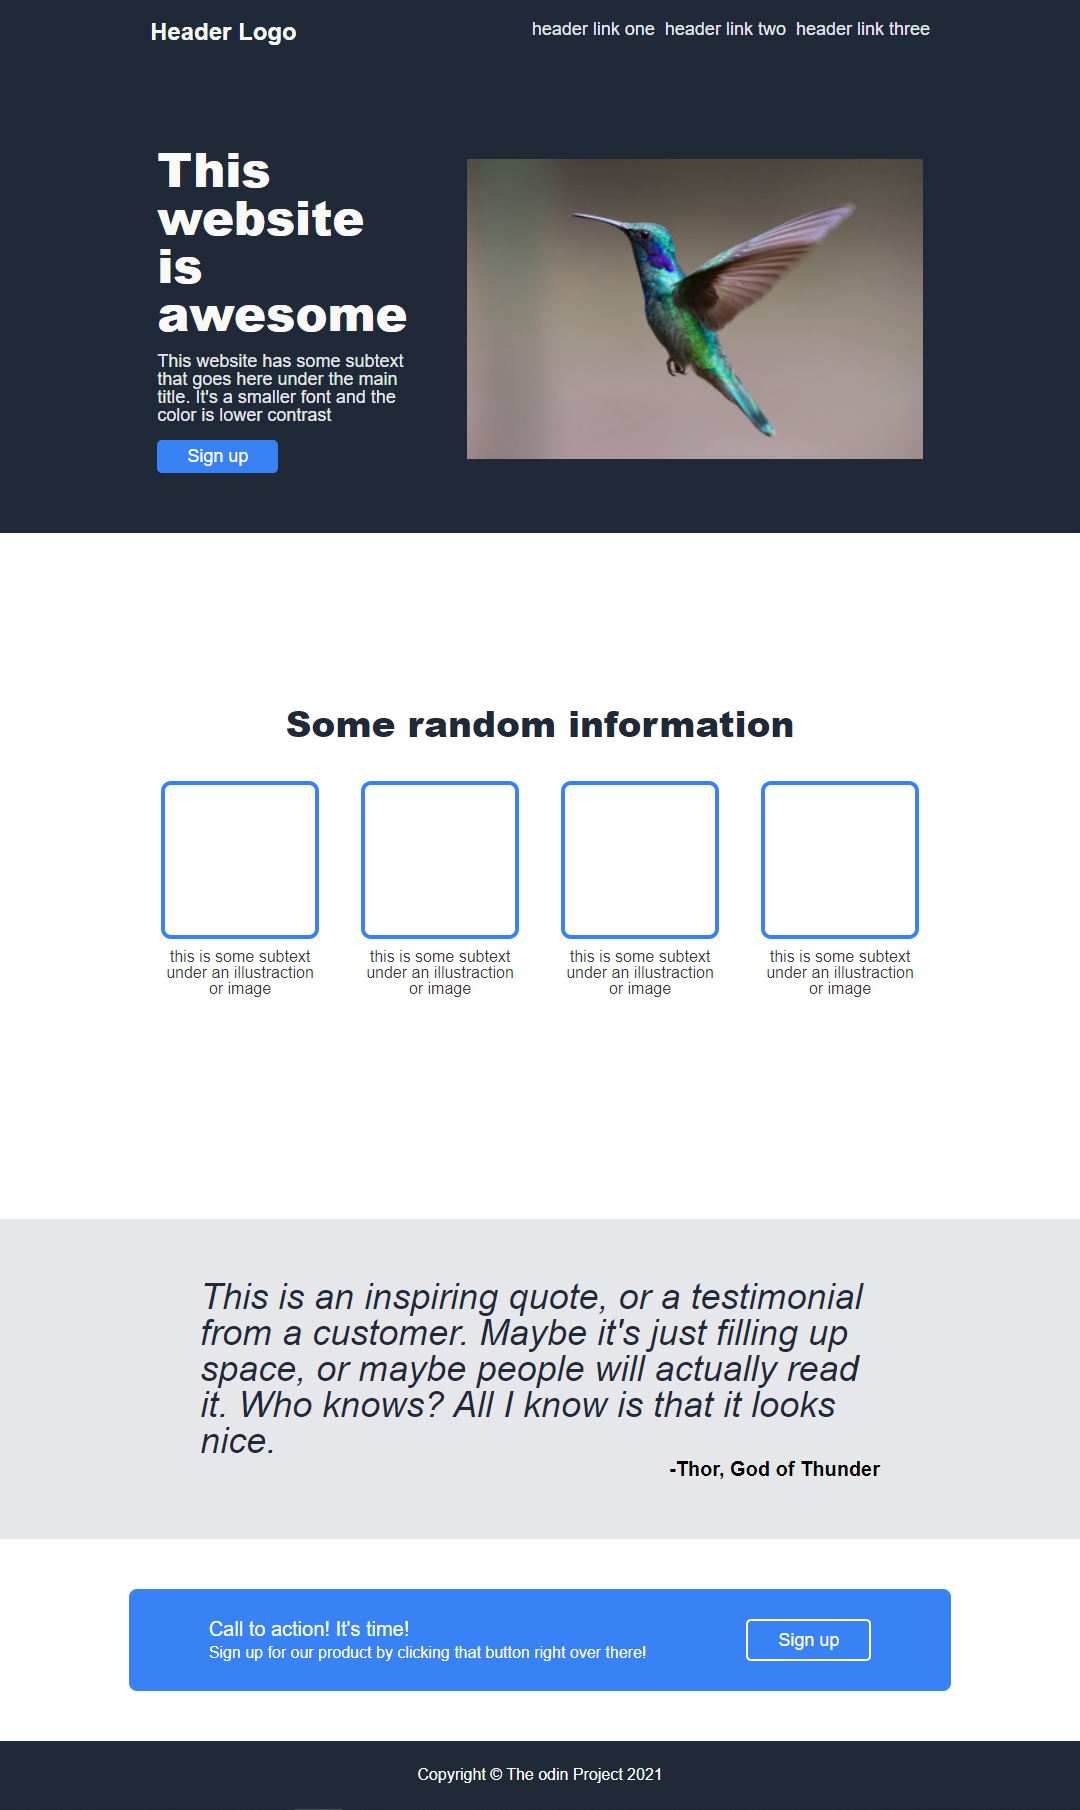 Header Logo
header link one header link two header link three
This
website
is
awesome
This website has some subtext
that goes here under the main
title. It's a smaller font and the
color is lower contrast
Sign up
Some random information
this is some subtext
under an illustraction
or image
this is some subtext
under an illustraction
or image
this is some subtext
under an illustraction
or image
this is some subtext
under an illustraction
or image
This is an inspiring quote, or a testimonial
from a customer. Maybe it's just filling up
space, or maybe people will actually read
it. Who knows? All I know is that it looks
nice.
-Thor, God of Thunder
Call to action! It's time!
Sign up for our product by clicking that button right over there!
Sign up
Copyright © The odin Project 2021